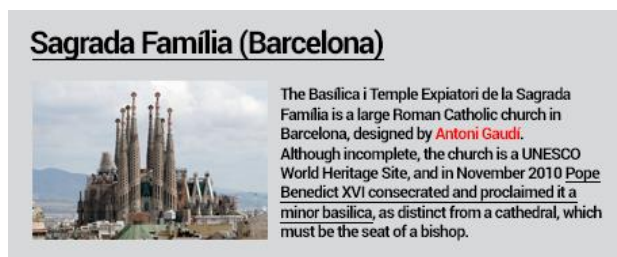 Sagrada Família (Barcelona)
The Basílica i Temple Expiatori de la Sagrada
Família is a large Roman Catholic church in
Barcelona, designed by Antoni Gaudí.
Although incomplete, the church is a UNESCO
World Heritage Site, and in November 2010 Pope
Benedict XVI consecrated and proclaimed it a
minor basilica, as distinct from a cathedral, which
must be the seat of a bishop.